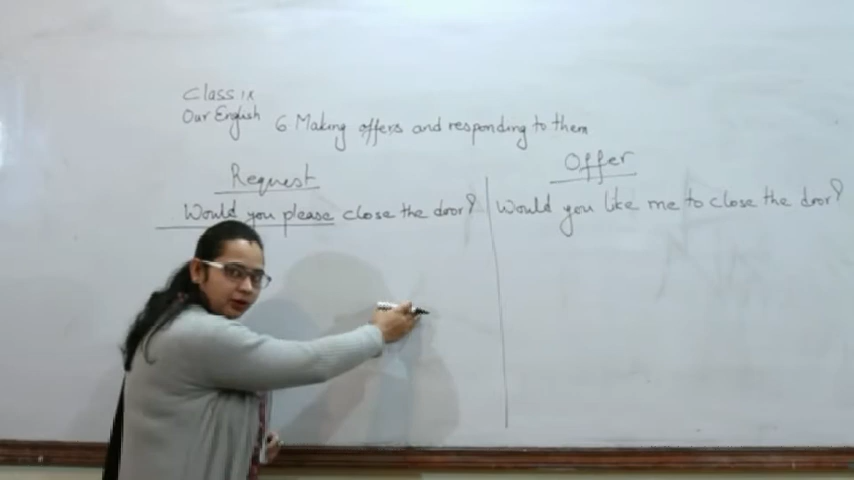 Class IX
Our English
6 Making offers and responding to them
Request
Would you please close the door?
Offer
Would you like me to close the door?